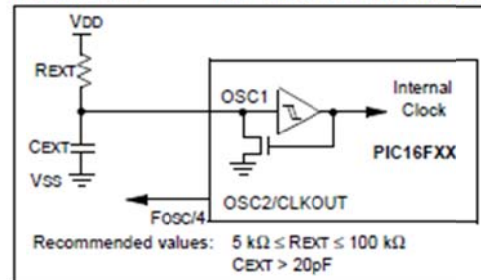 VDD
REXT
OSC1
Internal
Clock
CEXT
PIC16FXX
VSS
OSC2/CLKOUT
FOSC/4
Recommended values: 5 kΩ ≤ REXT ≤ 100 kΩ
CEXT > 20pF